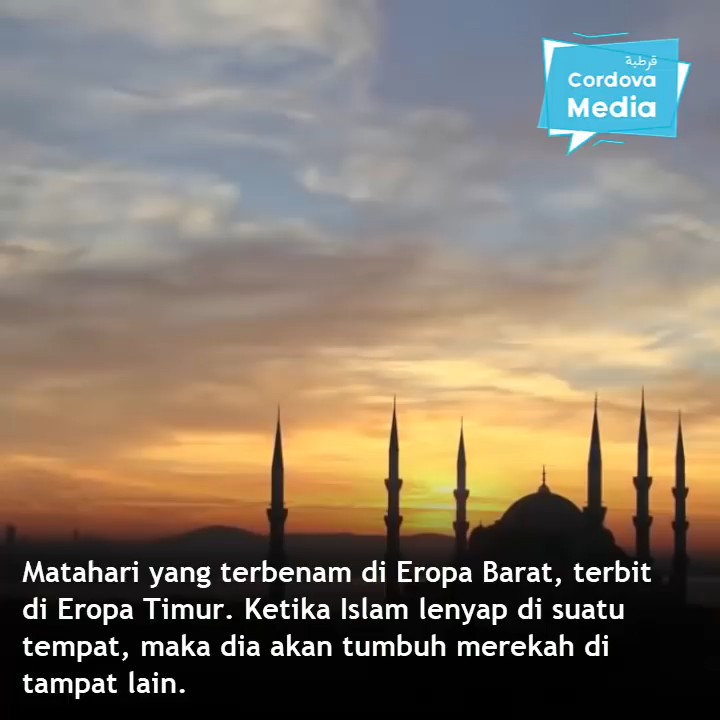 قرطبة
Cordova
Media
Matahari yang terbenam di Eropa Barat, terbit
di Eropa Timur. Ketika Islam lenyap di suatu
tempat, maka dia akan tumbuh merekah di
tampat lain.